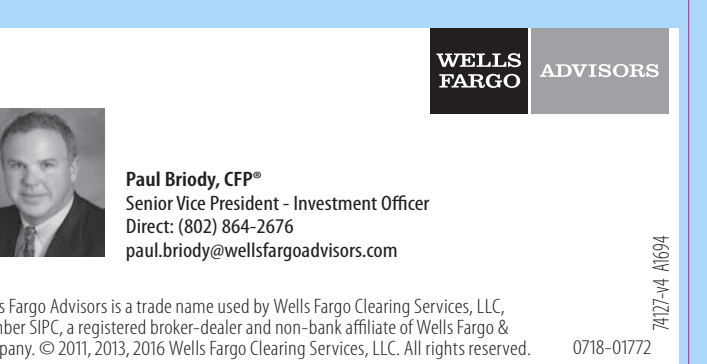 WELLS
FARGO
ADVISORS
Paul Briody, CFP®
Senior Vice President - Investment Officer
Direct: (802) 864-2676
paul.briody@wellsfargoadvisors.com
s Fargo Advisors is a trade name used by Wells Fargo Clearing Services, LLC,
ber SIPC, a registered broker-dealer and non-bank affiliate of Wells Fargo &
pany. © 2011, 2013, 2016 Wells Fargo Clearing Services, LLC. All rights reserved.
0718-01772
74127-v4 A1694